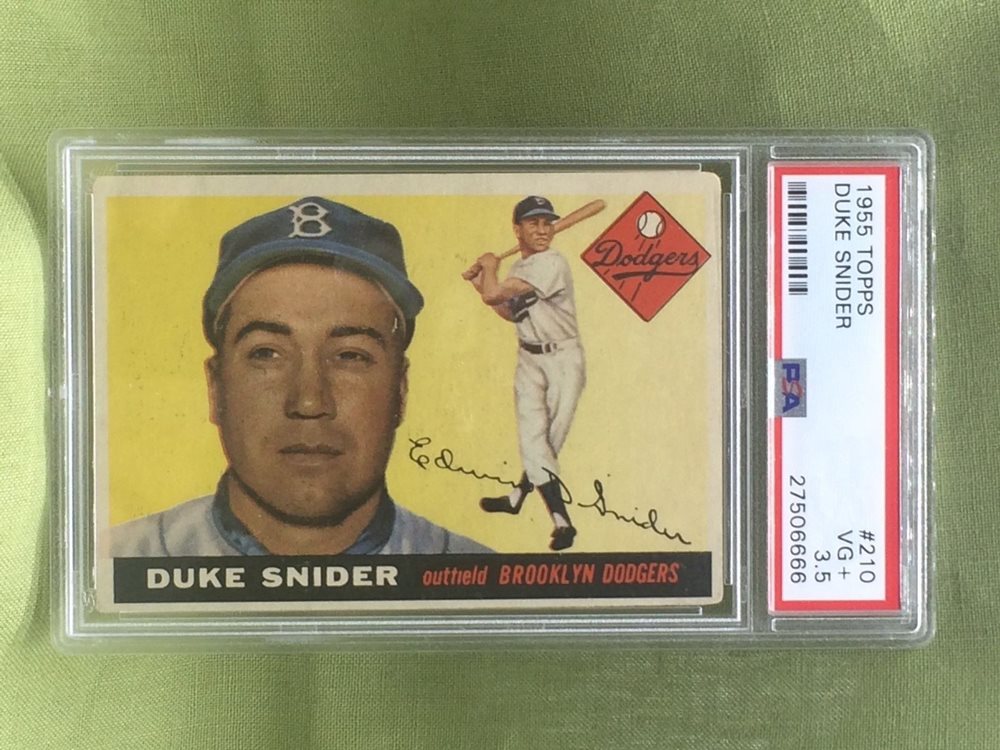 B
Dodgers
Edwin D Snider
DUKE SNIDER outfield BROOKLYN DODGERS
1955 TOPPS #210
DUKE SNIDER VG+
3.5
PSA 27506666